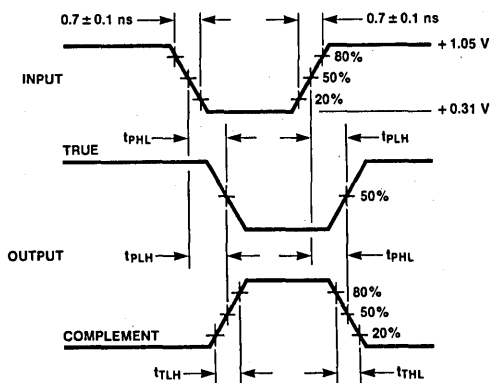 0.7 ± 0.1 ns
0.7 ± 0.1 ns
+ 1.05 V
80%
INPUT
50%
20%
+ 0.31 V
tPHL
tPLH
TRUE
50%
OUTPUT
tPLH
tPHL
80%
50%
20%
COMPLEMENT
tTLH
tTHL